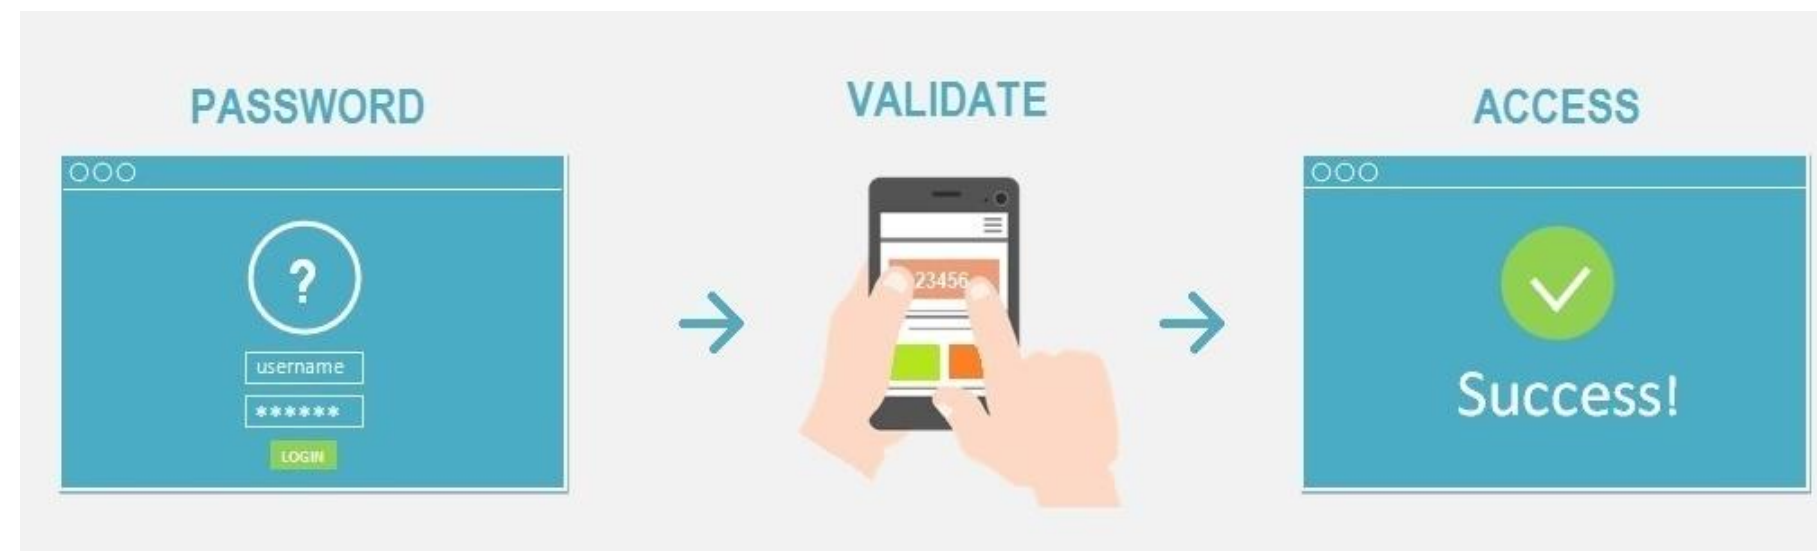 PASSWORD
VALIDATE
ACCESS
?
username
******
LOGIN
23456
Success!